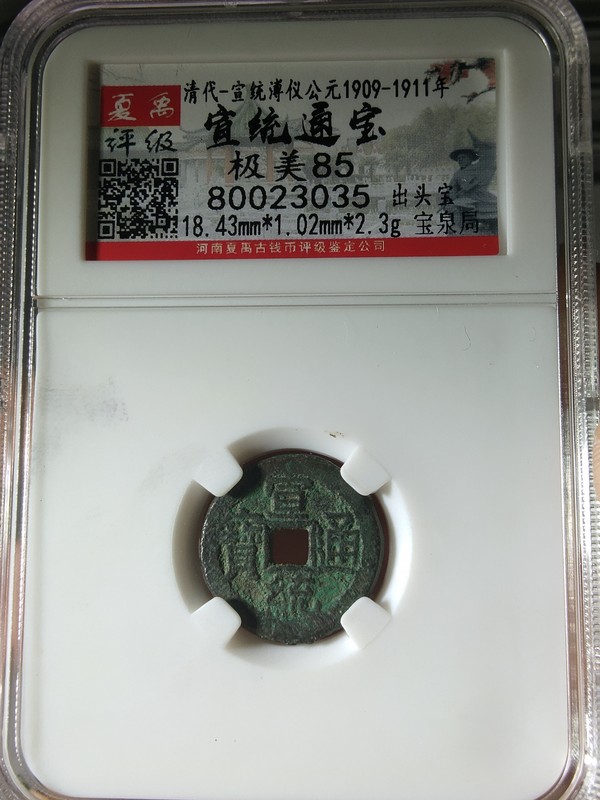 夏禹
评级
清代-宣统溥仪公元1909-1911年
宣统通宝
极美85
80023035 出头宝
18.43mm*1.02mm*2.3g 宝泉局
河南夏禹古钱币评级鉴定公司
宣
統
通
寳